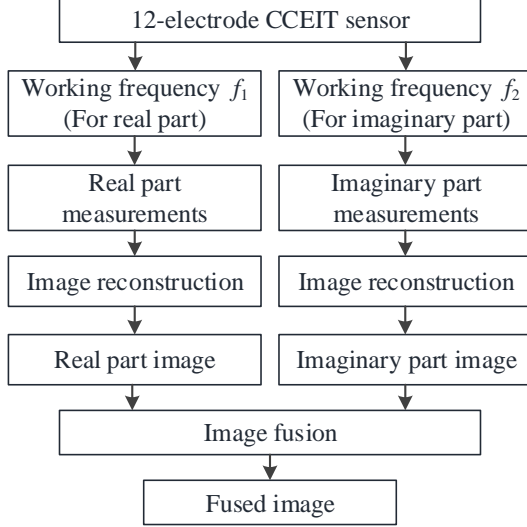 12-electrode CCEIT sensor
Working frequency f1
(For real part)
Working frequency f2
(For imaginary part)
Real part
measurements
Imaginary part
measurements
Image reconstruction
Image reconstruction
Real part image
Imaginary part image
Image fusion
Fused image